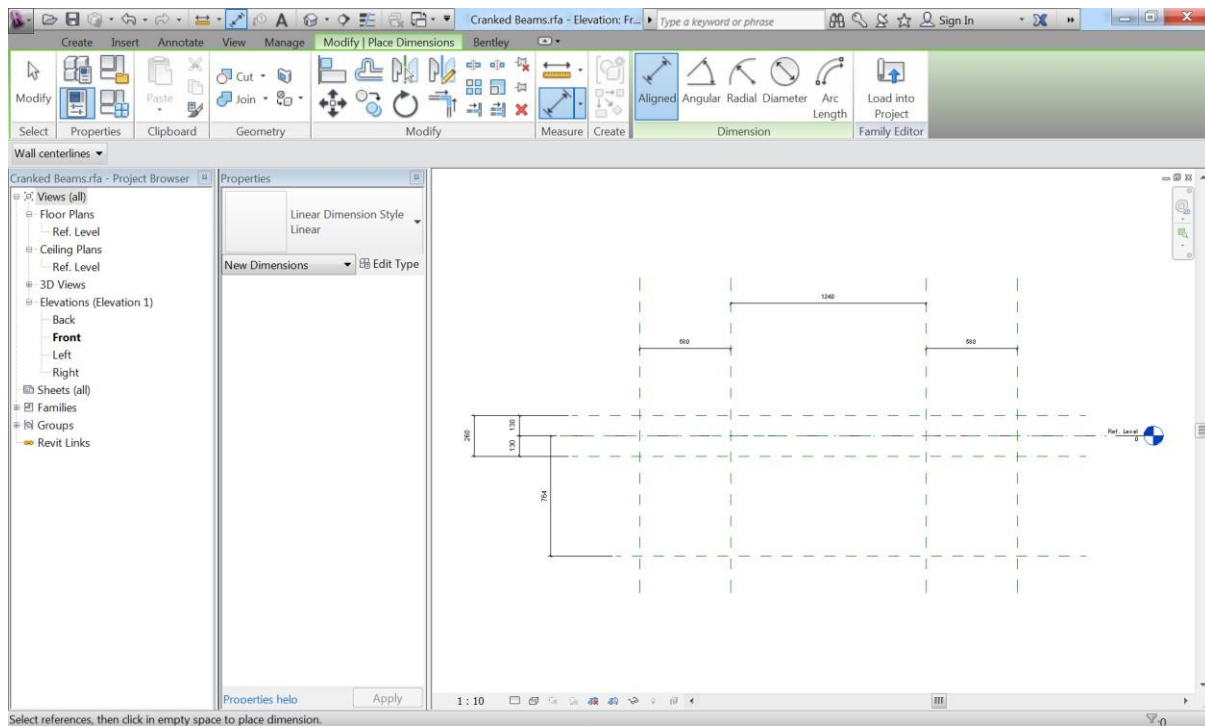 Cranked Beams.rfa - Elevation: Fr...
Type a keyword or phrase
Sign In
Create Insert Annotate View Manage Modify | Place Dimensions Bentley
Modify
Cut
Join
Paste
Aligned Angular Radial Diameter Arc Length
Load into Project
Select Properties Clipboard Geometry Modify Measure Create Dimension Family Editor
Wall centerlines
Cranked Beams.rfa - Project Browser
Views (all)
Floor Plans
Ref. Level
Ceiling Plans
Ref. Level
3D Views
Elevations (Elevation 1)
Back
Front
Left
Right
Sheets (all)
Families
Groups
Revit Links
Properties
Linear Dimension Style
Linear
New Dimensions
Edit Type
Properties help
Apply
1240
580
580
260
130
130
764
Ref. Level
0
1 : 10
Select references, then click in empty space to place dimension.
:0